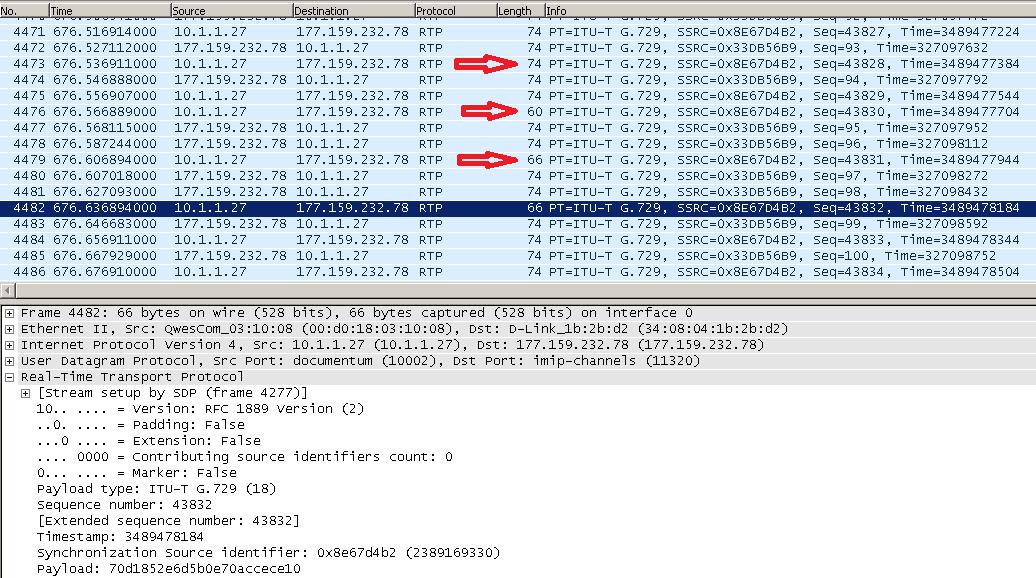 No. Time Source Destination Protocol Length Info
4471 676.516914000 10.1.1.27 177.159.232.78 RTP 74 PT=ITU-T G.729, SSRC=0x8E67D4B2, Seq=43827, Time=3489477224
4472 676.527112000 177.159.232.78 10.1.1.27 RTP 74 PT=ITU-T G.729, SSRC=0x33DB56B9, Seq=93, Time=327097632
4473 676.536911000 10.1.1.27 177.159.232.78 RTP 74 PT=ITU-T G.729, SSRC=0x8E67D4B2, Seq=43828, Time=3489477384
4474 676.546888000 177.159.232.78 10.1.1.27 RTP 74 PT=ITU-T G.729, SSRC=0x33DB56B9, Seq=94, Time=327097792
4475 676.556907000 10.1.1.27 177.159.232.78 RTP 74 PT=ITU-T G.729, SSRC=0x8E67D4B2, Seq=43829, Time=3489477544
4476 676.566889000 10.1.1.27 177.159.232.78 RTP 60 PT=ITU-T G.729, SSRC=0x8E67D4B2, Seq=43830, Time=3489477704
4477 676.568115000 177.159.232.78 10.1.1.27 RTP 74 PT=ITU-T G.729, SSRC=0x33DB56B9, Seq=95, Time=327097952
4478 676.587244000 177.159.232.78 10.1.1.27 RTP 74 PT=ITU-T G.729, SSRC=0x33DB56B9, Seq=96, Time=327098112
4479 676.606894000 10.1.1.27 177.159.232.78 RTP 66 PT=ITU-T G.729, SSRC=0x8E67D4B2, Seq=43831, Time=3489477944
4480 676.607018000 177.159.232.78 10.1.1.27 RTP 74 PT=ITU-T G.729, SSRC=0x33DB56B9, Seq=97, Time=327098272
4481 676.627093000 177.159.232.78 10.1.1.27 RTP 74 PT=ITU-T G.729, SSRC=0x33DB56B9, Seq=98, Time=327098432
4482 676.636894000 10.1.1.27 177.159.232.78 RTP 66 PT=ITU-T G.729, SSRC=0x8E67D4B2, Seq=43832, Time=3489478184
4483 676.646683000 177.159.232.78 10.1.1.27 RTP 74 PT=ITU-T G.729, SSRC=0x33DB56B9, Seq=99, Time=327098592
4484 676.656911000 10.1.1.27 177.159.232.78 RTP 74 PT=ITU-T G.729, SSRC=0x8E67D4B2, Seq=43833, Time=3489478344
4485 676.667929000 177.159.232.78 10.1.1.27 RTP 74 PT=ITU-T G.729, SSRC=0x33DB56B9, Seq=100, Time=327098752
4486 676.676910000 10.1.1.27 177.159.232.78 RTP 74 PT=ITU-T G.729, SSRC=0x8E67D4B2, Seq=43834, Time=3489478504
Frame 4482: 66 bytes on wire (528 bits), 66 bytes captured (528 bits) on interface 0
Ethernet II, Src: QwesCom_03:10:08 (00:d0:18:03:10:08), Dst: D-Link_1b:2b:d2 (34:08:04:1b:2b:d2)
Internet Protocol Version 4, Src: 10.1.1.27 (10.1.1.27), Dst: 177.159.232.78 (177.159.232.78)
User Datagram Protocol, Src Port: documentum (10002), Dst Port: imip-channels (11320)
Real-Time Transport Protocol
[Stream setup by SDP (frame 4277)]
10.. .... = Version: RFC 1889 Version (2)
..0. .... = Padding: False
...0 .... = Extension: False
.... 0000 = Contributing source identifiers count: 0
0... .... = Marker: False
Payload type: ITU-T G.729 (18)
Sequence number: 43832
[Extended sequence number: 43832]
Timestamp: 3489478184
Synchronization Source identifier: 0x8e67d4b2 (2389169330)
Payload: 70d1852e6d5b0e70accece10